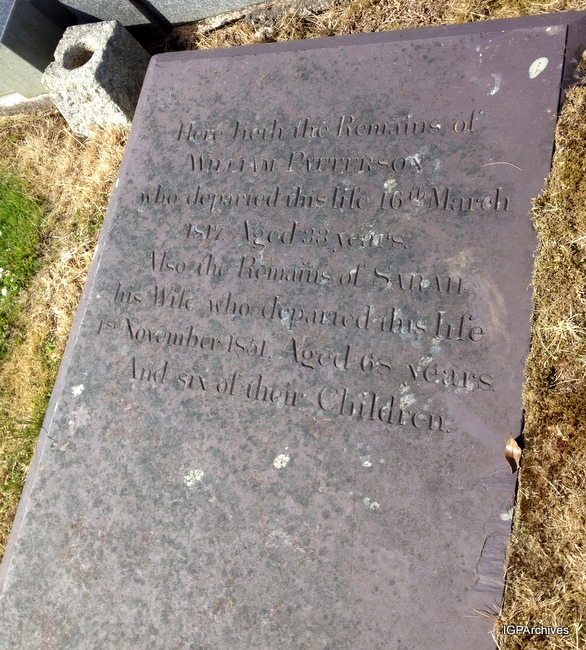 Here lieth the Remains of
WILLIAM PATTERSON
who departed this life 16th March
1817. Aged 33 years.
Also the Remains of SARAH
his Wife who departed this life
1st November 1851. Aged 68 years.
And six of their Children.
IGPArchives